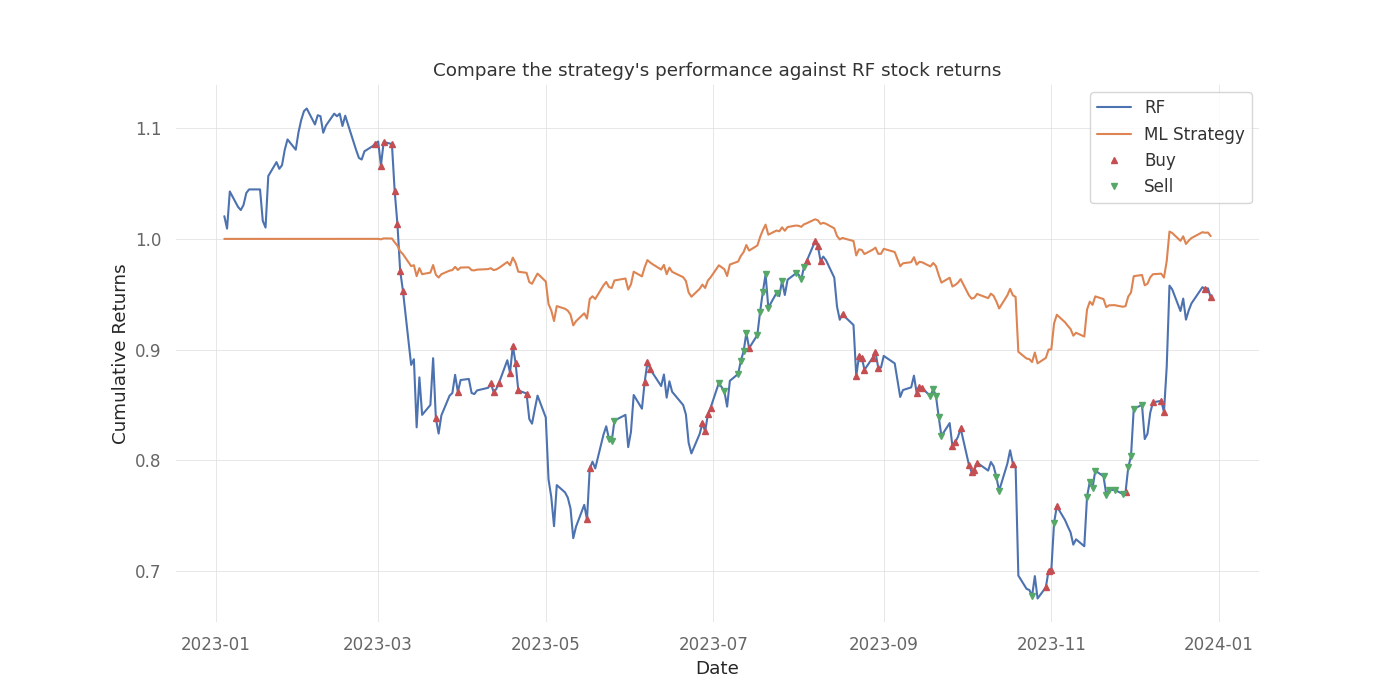 Compare the strategy's performance against RF stock returns
RF
ML Strategy
Buy
Sell
Cumulative Returns
1.1
1.0
0.9
0.8
0.7
2023-01
2023-03
2023-05
2023-07
2023-09
2023-11
2024-01
Date